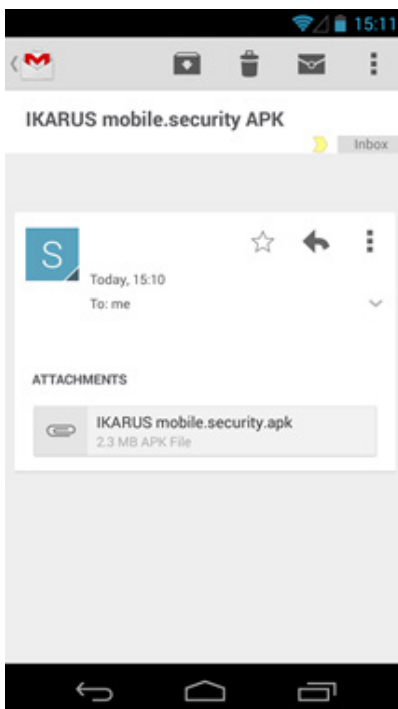 15:11
IKARUS mobile.security APK
Inbox
S
Today, 15:10
To: me
ATTACHMENTS
IKARUS mobile.security.apk
2.3 MB APK File